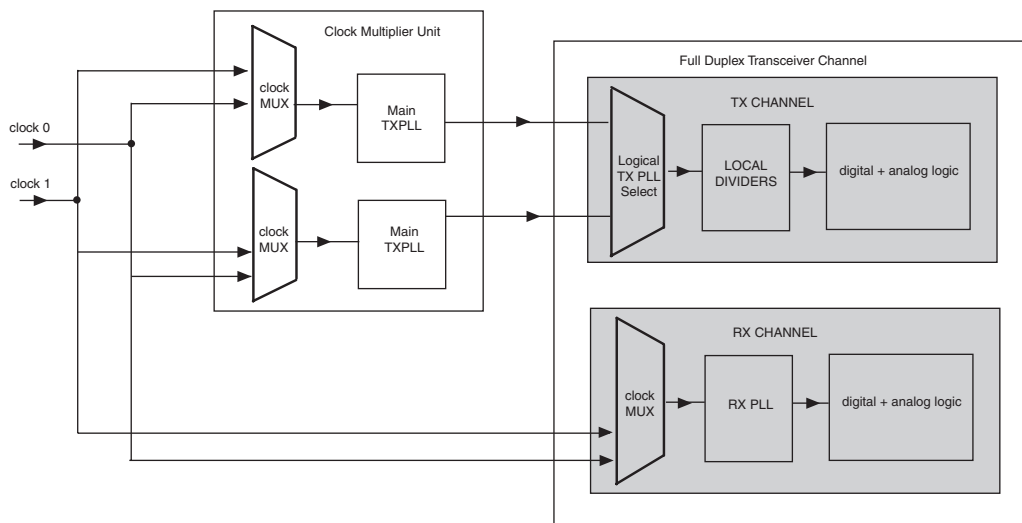 Clock Multiplier Unit
clock
MUX
Main
TXPLL
clock 0
clock 1
clock
MUX
Main
TXPLL
Full Duplex Transceiver Channel
TX CHANNEL
Logical
TX PLL
Select
LOCAL
DIVIDERS
digital + analog logic
RX CHANNEL
clock
MUX
RX PLL
digital + analog logic